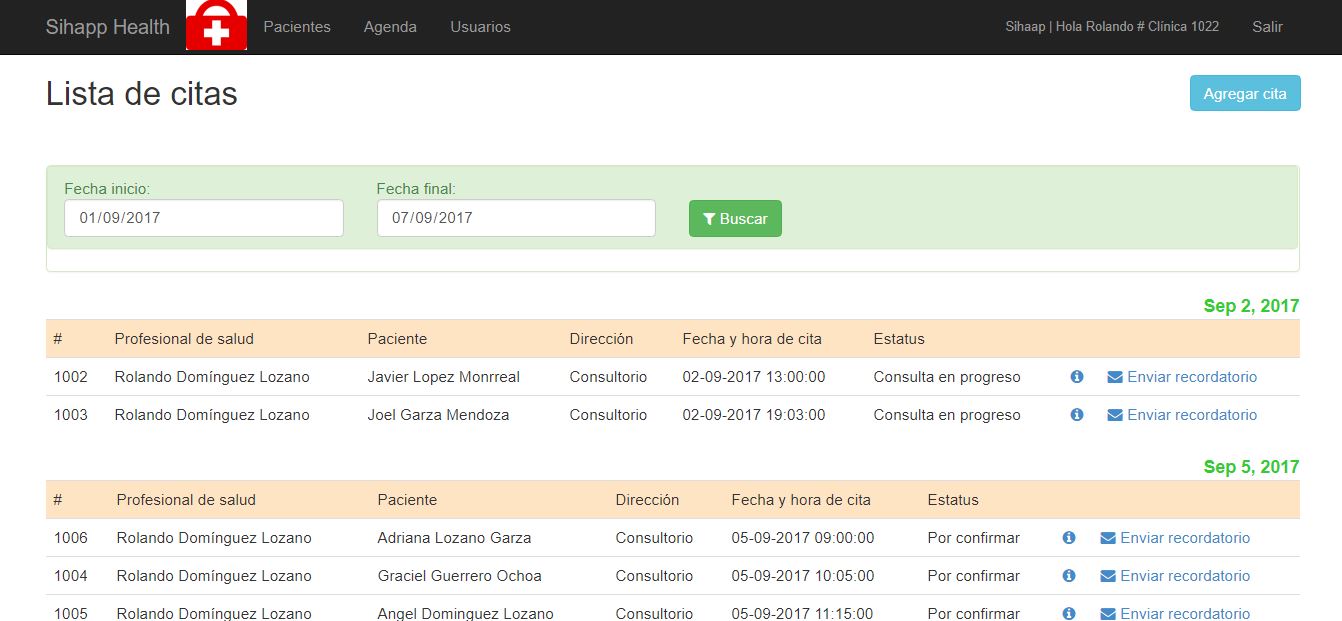 Sihapp Health Pacientes Agenda Usuarios Sihaap | Hola Rolando # Clínica 1022 Salir
Lista de citas Agregar cita
Fecha inicio: Fecha final:
01/09/2017 07/09/2017 Buscar
Sep 2, 2017
# Profesional de salud Paciente Dirección Fecha y hora de cita Estatus
1002 Rolando Domínguez Lozano Javier Lopez Monrreal Consultorio 02-09-2017 13:00:00 Consulta en progreso Enviar recordatorio
1003 Rolando Domínguez Lozano Joel Garza Mendoza Consultorio 02-09-2017 19:03:00 Consulta en progreso Enviar recordatorio
Sep 5, 2017
# Profesional de salud Paciente Dirección Fecha y hora de cita Estatus
1006 Rolando Domínguez Lozano Adriana Lozano Garza Consultorio 05-09-2017 09:00:00 Por confirmar Enviar recordatorio
1004 Rolando Domínguez Lozano Graciel Guerrero Ochoa Consultorio 05-09-2017 10:05:00 Por confirmar Enviar recordatorio
1005 Rolando Domínguez Lozano Angel Dominguez Lozano Consultorio 05-09-2017 11:15:00 Por confirmar Enviar recordatorio